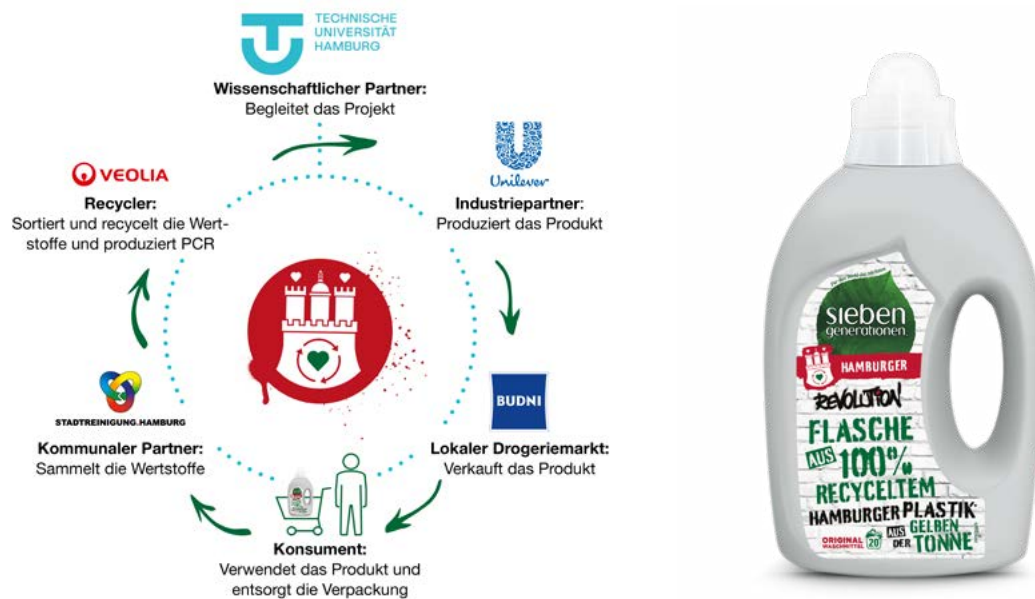 TECHNISCHE
UNIVERSITÄT
HAMBURG
Wissenschaftlicher Partner:
Begleitet das Projekt
Unilever
Industriepartner:
Produziert das Produkt
BUDNI
Lokaler Drogeriemarkt:
Verkauft das Produkt
Konsument:
Verwendet das Produkt und
entsorgt die Verpackung
STADTREINIGUNG.HAMBURG
Kommunaler Partner:
Sammelt die Wertstoffe
VEOLIA
Recycler:
Sortiert und recycelt die Wert-
stoffe und produziert PCR
sieben
generationen
HAMBURGER
REVOLUTION
FLASCHE
AUS 100%
RECYCELTEM
HAMBURGER PLASTIK*
AUS DER GELBEN
TONNE
ORIGINAL
WASCHMITTEL
20